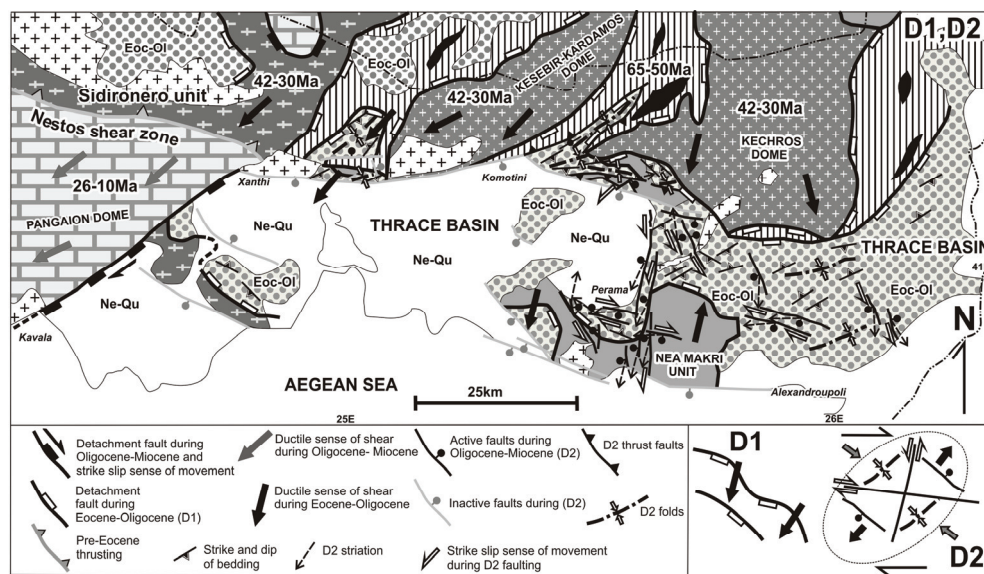 D1, D2
Eoc-Ol
42-30Ma
Eoc-Ol
65-50Ma
KESEBIR-KARDAMOS
DOME
Sidironero unit
42-30Ma
42-30Ma
Nestos shear zone
KECHROS
DOME
26-10Ma
Xanthi
Komotini
PANGAION DOME
Eoc-Ol
Ne-Qu
THRACE BASIN
Ne-Qu
THRACE BASIN
Ne-Qu
41
Eoc-Ol
Perama
Eoc-Ol
Eoc-Ol
Ne-Qu
Kavala
NEA MAKRI
UNIT
N
AEGEAN SEA
25km
Alexandroupoli
25E
26E
Detachment fault during
Oligocene-Miocene and
strike slip sense of movement
Ductile sense of shear
during Oligocene- Miocene
Active faults during
Oligocene-Miocene (D2)
D2 thrust faults
Detachment
fault during
Eocene-Oligocene (D1)
Ductile sense of shear
during Eocene-Oligocene
Inactive faults during (D2)
D2 folds
Pre-Eocene
thrusting
Strike and dip
of bedding
D2 striation
Strike slip sense of movement
during D2 faulting
D1
D2